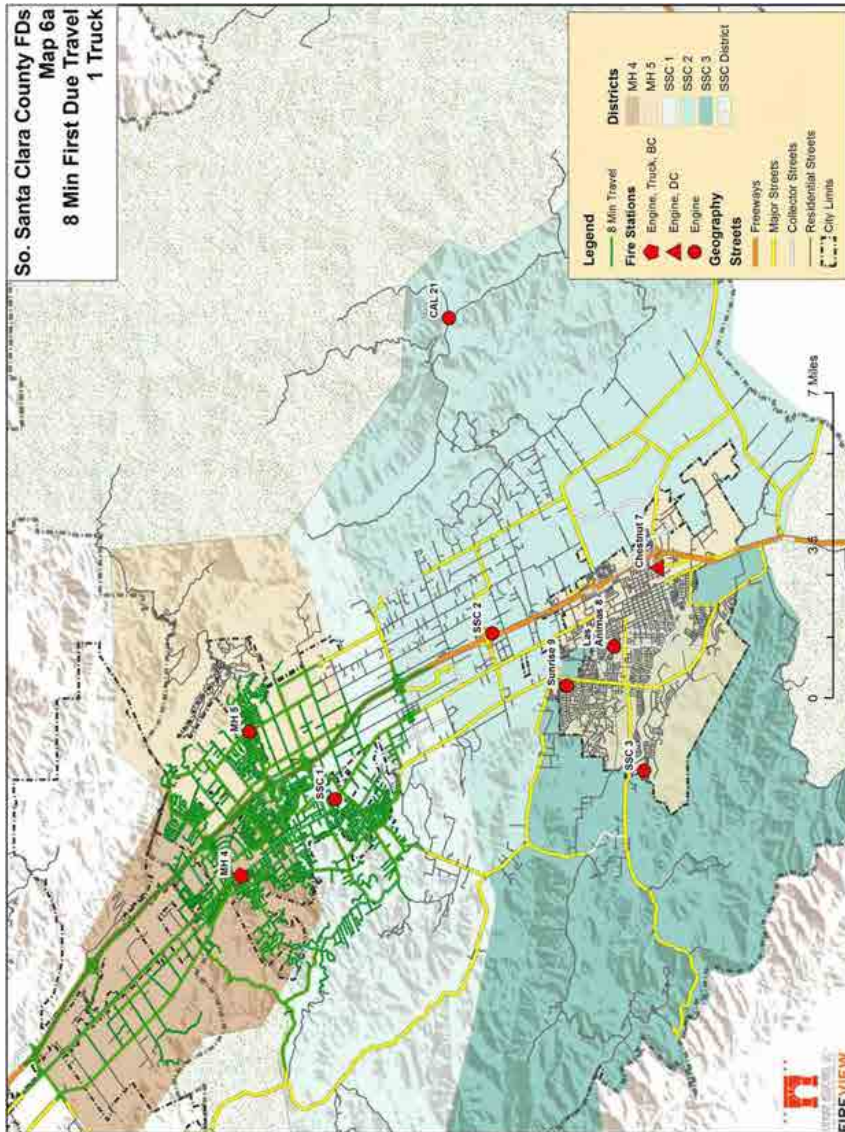 So. Santa Clara County FDs
Map 6a
8 Min First Due Travel
1 Truck
MH 4
MH 5
SSC 1
SSC 2
CAL 21
Sunrise 9
Las
Animas 8
Chestnut 7
SSC 3
0
3.5
7 Miles
Legend
8 Min Travel
Fire Stations
Engine, Truck, BC
Engine, DC
Engine
Geography
Streets
Freeways
Major Streets
Collector Streets
Residential Streets
City Limits
Districts
MH 4
MH 5
SSC 1
SSC 2
SSC 3
SSC District
FIREVIEW